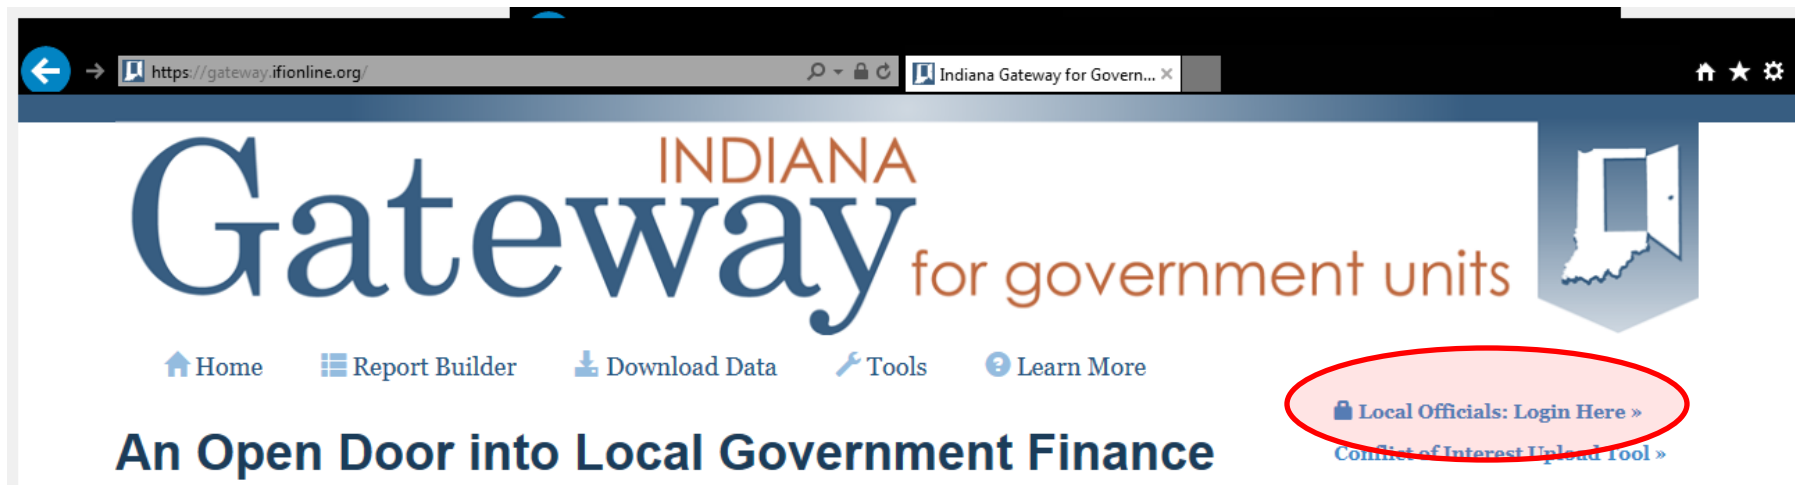 https://gateway.ifionline.org/
Indiana Gateway for Govern...
INDIANA
Gateway
for government units
Home Report Builder Download Data Tools Learn More
Local Officials: Login Here »
An Open Door into Local Government Finance
Conflict of Interest Upload Tool »